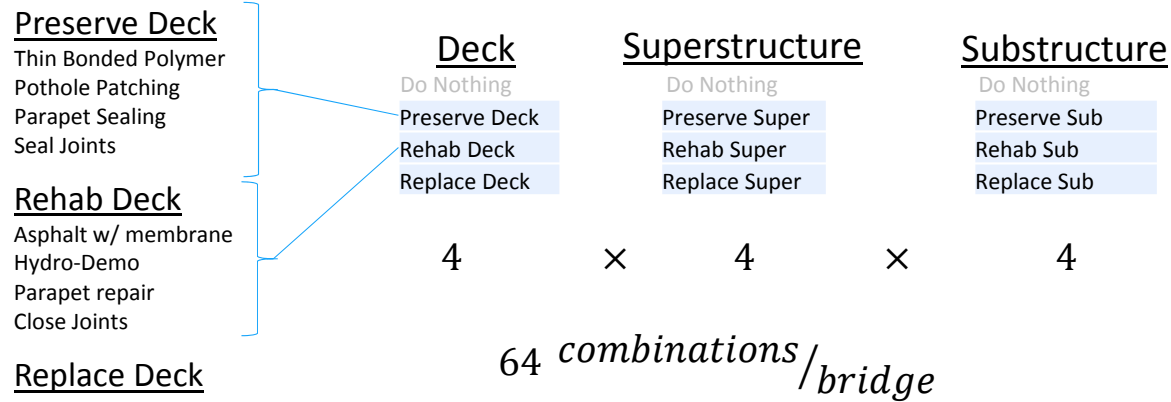 Preserve Deck
Thin Bonded Polymer
Pothole Patching
Parapet Sealing
Seal Joints
Rehab Deck
Asphalt w/ membrane
Hydro-Demo
Parapet repair
Close Joints
Replace Deck
Deck
Do Nothing
Preserve Deck
Rehab Deck
Replace Deck
Superstructure
Do Nothing
Preserve Super
Rehab Super
Replace Super
Substructure
Do Nothing
Preserve Sub
Rehab Sub
Replace Sub
4 × 4 × 4
64 combinations/bridge